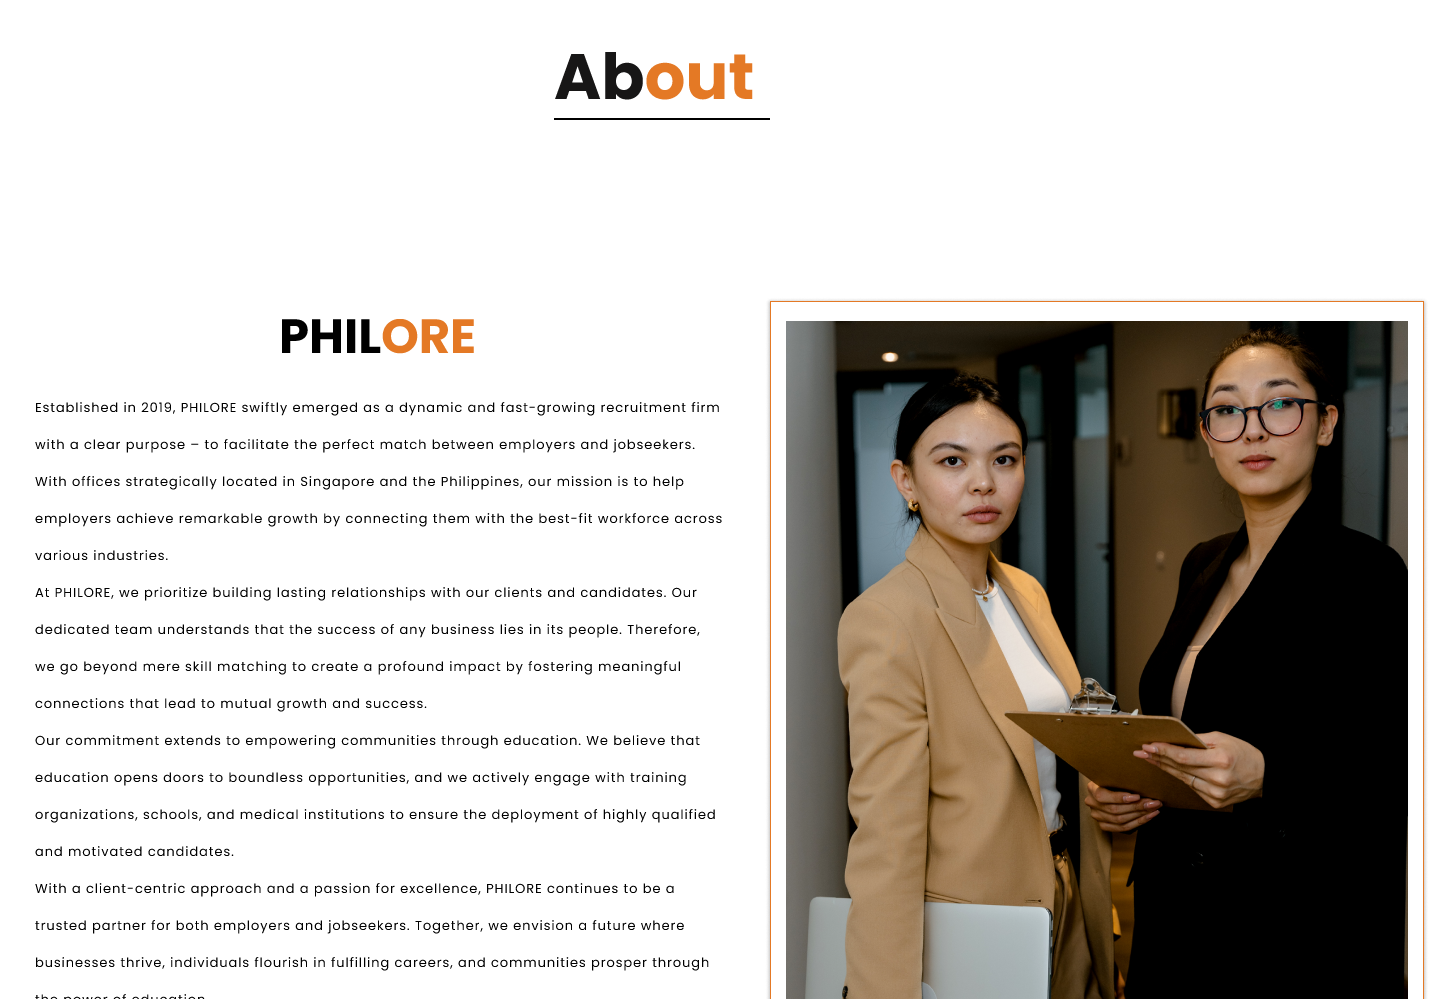 About
PHILORE
Established in 2019, PHILORE swiftly emerged as a dynamic and fast-growing recruitment firm
with a clear purpose – to facilitate the perfect match between employers and jobseekers.
With offices strategically located in Singapore and the Philippines, our mission is to help
employers achieve remarkable growth by connecting them with the best-fit workforce across
various industries.
At PHILORE, we prioritize building lasting relationships with our clients and candidates. Our
dedicated team understands that the success of any business lies in its people. Therefore,
we go beyond mere skill matching to create a profound impact by fostering meaningful
connections that lead to mutual growth and success.
Our commitment extends to empowering communities through education. We believe that
education opens doors to boundless opportunities, and we actively engage with training
organizations, schools, and medical institutions to ensure the deployment of highly qualified
and motivated candidates.
With a client-centric approach and a passion for excellence, PHILORE continues to be a
trusted partner for both employers and jobseekers. Together, we envision a future where
businesses thrive, individuals flourish in fulfilling careers, and communities prosper through
the power of education.